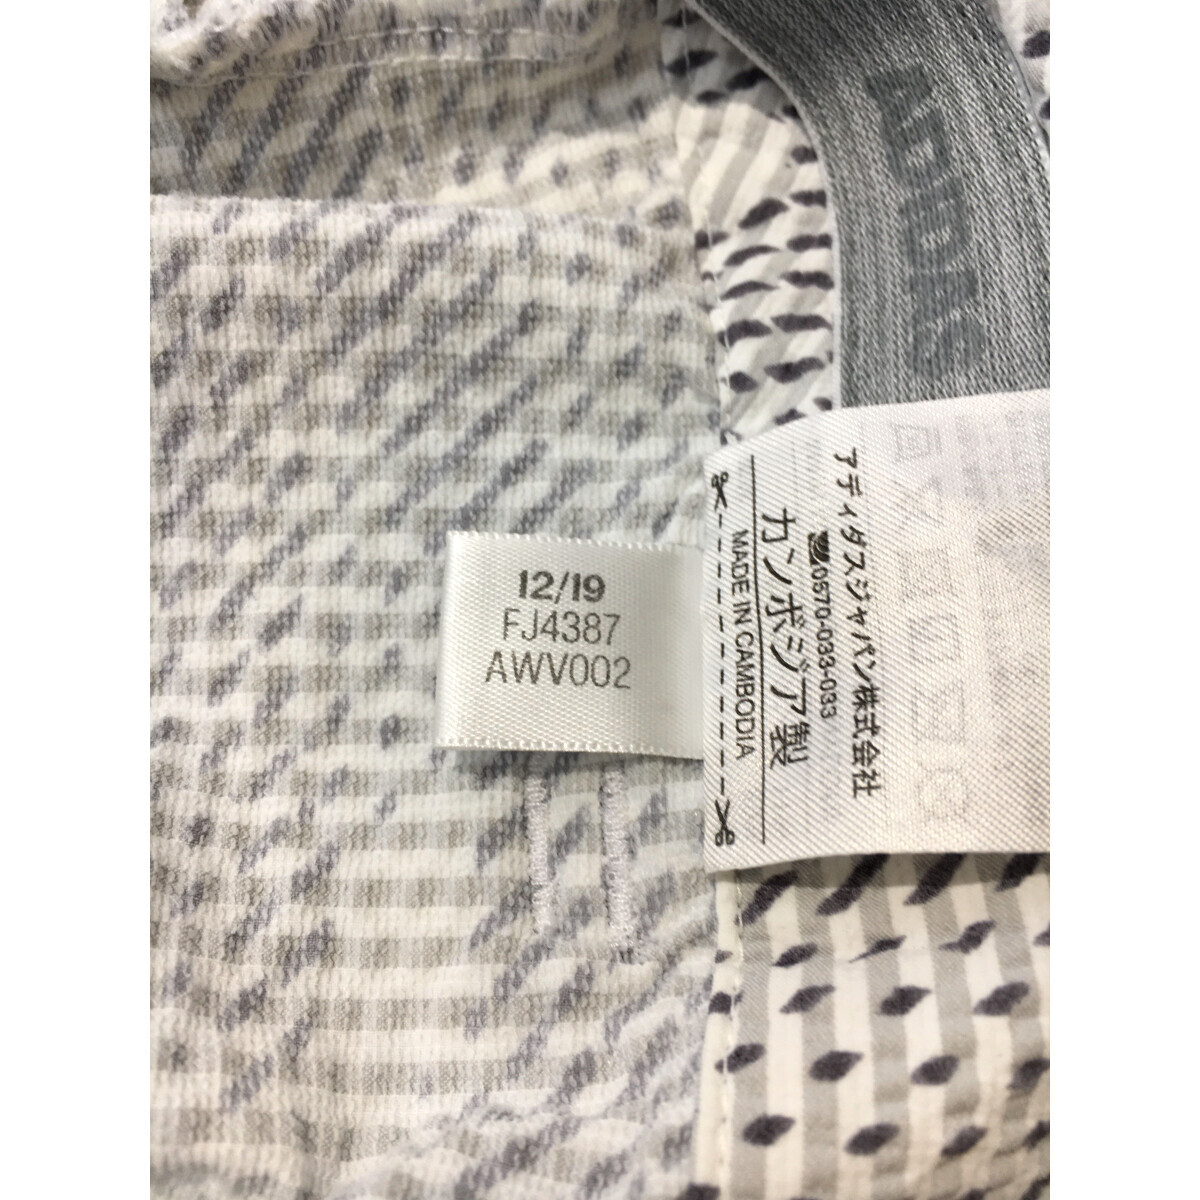 ADIDAS
12/19
FJ4387
AWV002
アディダスジャパン株式会社
0570-033-033
カンボジア製
MADE IN CAMBODIA